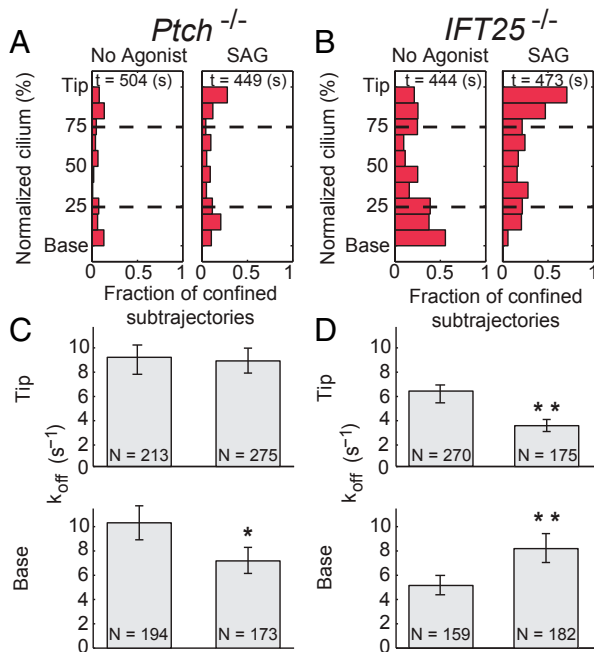 Ptch -/-
IFT25 -/-
A
No Agonist
SAG
B
No Agonist
SAG
t = 504 (s)
t = 449 (s)
t = 444 (s)
t = 473 (s)
Normalized cilium (%)
Tip
75
50
25
Base
Normalized cilium (%)
Tip
75
50
25
Base
0 0.5 1
0 0.5 1
0 0.5 1
0 0.5 1
Fraction of confined
subtrajectories
Fraction of confined
subtrajectories
C
D
Tip
10
8
6
4
2
0
N = 213
N = 275
Tip
10
8
6
4
2
0
* *
N = 270
N = 175
koff (s−1)
koff (s−1)
Base
10
8
6
4
2
0
*
N = 194
N = 173
Base
10
8
6
4
2
0
* *
N = 159
N = 182